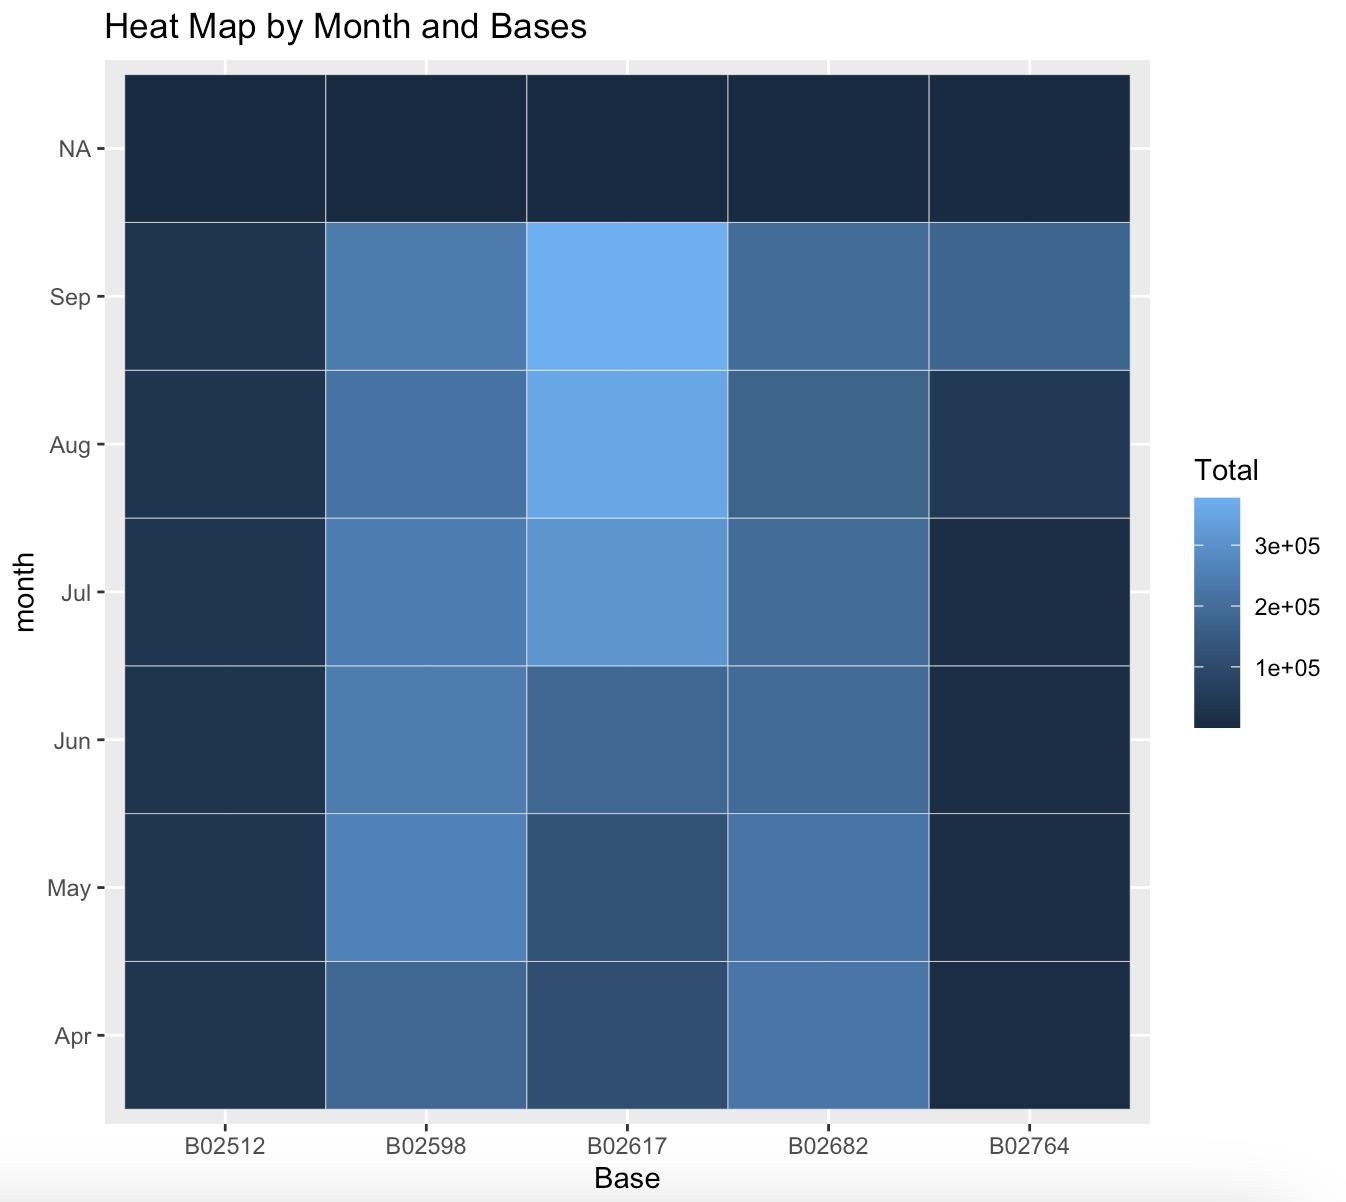 Heat Map by Month and Bases
NA
Sep
Aug
Jul
Jun
May
Apr
month
B02512 B02598 B02617 B02682 B02764
Base
Total
3e+05
2e+05
1e+05